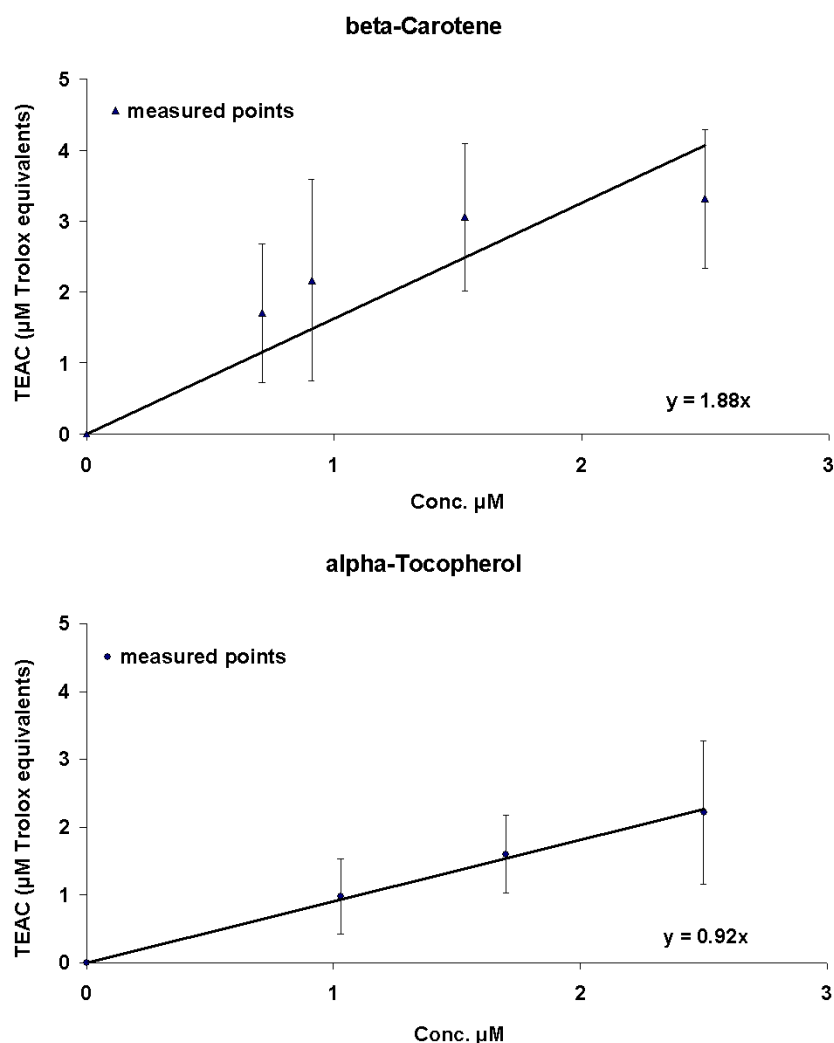 beta-Carotene
5
measured points
4
3
2
1
y = 1.88x
0
0 1 2 3
TEAC (µM Trolox equivalents)
Conc. µM
alpha-Tocopherol
5
measured points
4
3
2
1
y = 0.92x
0
0 1 2 3
TEAC (µM Trolox equivalents)
Conc. µM